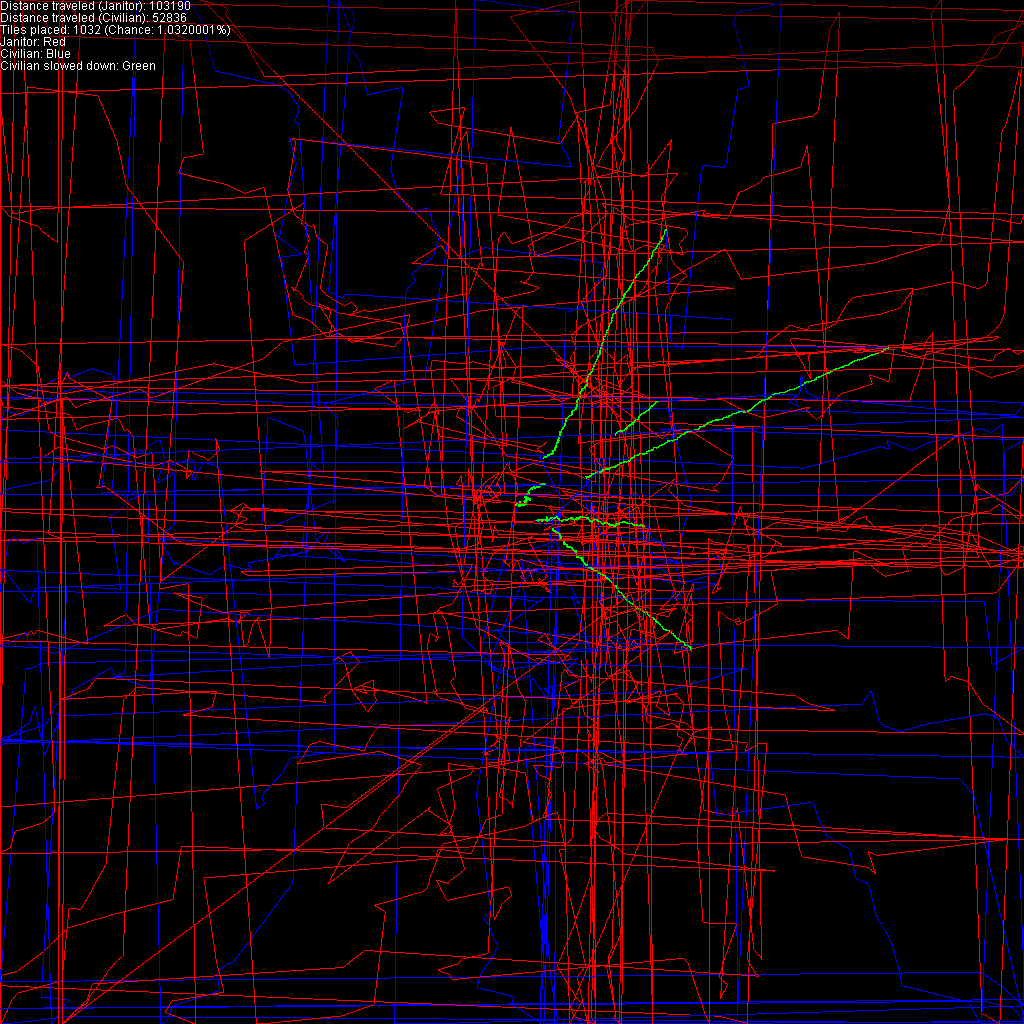 Distance traveled (Janitor): 103190
Distance traveled (Civilian): 52836
Tiles placed: 1032 (Chance: 1.0320001%)
Janitor: Red
Civilian: Blue
Civilian slowed down: Green